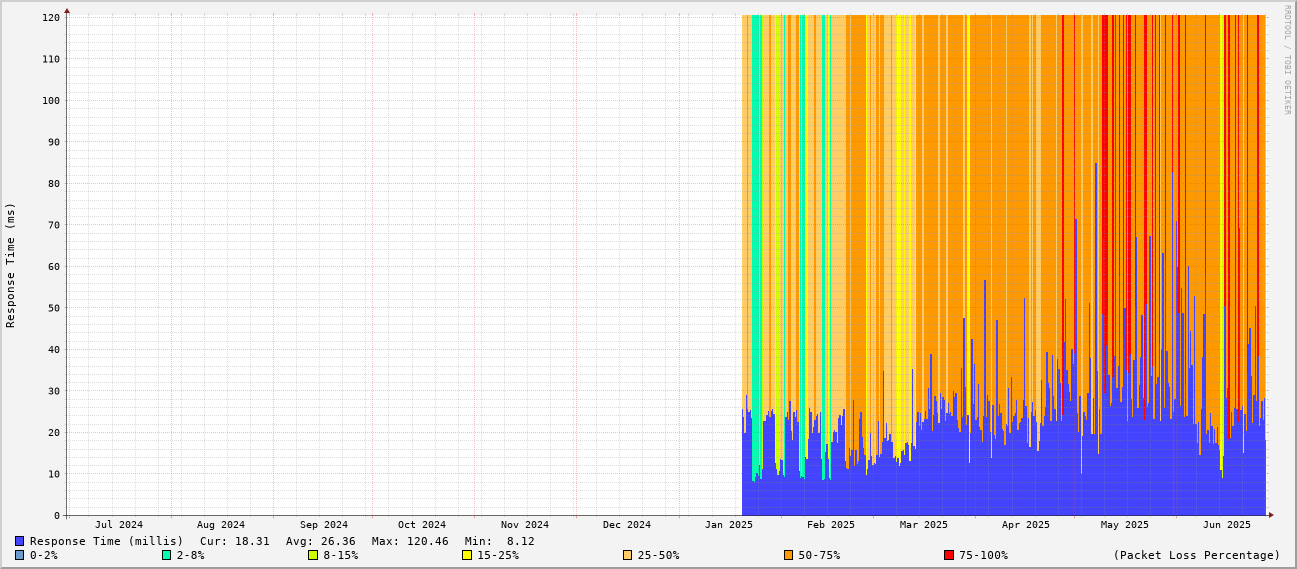 RRDTOOL / TOBI OETIKER
Response Time (ms)
120
110
100
90
80
70
60
50
40
30
20
10
0
Jul 2024 Aug 2024 Sep 2024 Oct 2024 Nov 2024 Dec 2024 Jan 2025 Feb 2025 Mar 2025 Apr 2025 May 2025 Jun 2025
Response Time (millis) Cur: 18.31 Avg: 26.36 Max: 120.46 Min: 8.12
0-2% 2-8% 8-15% 15-25% 25-50% 50-75% 75-100% (Packet Loss Percentage)